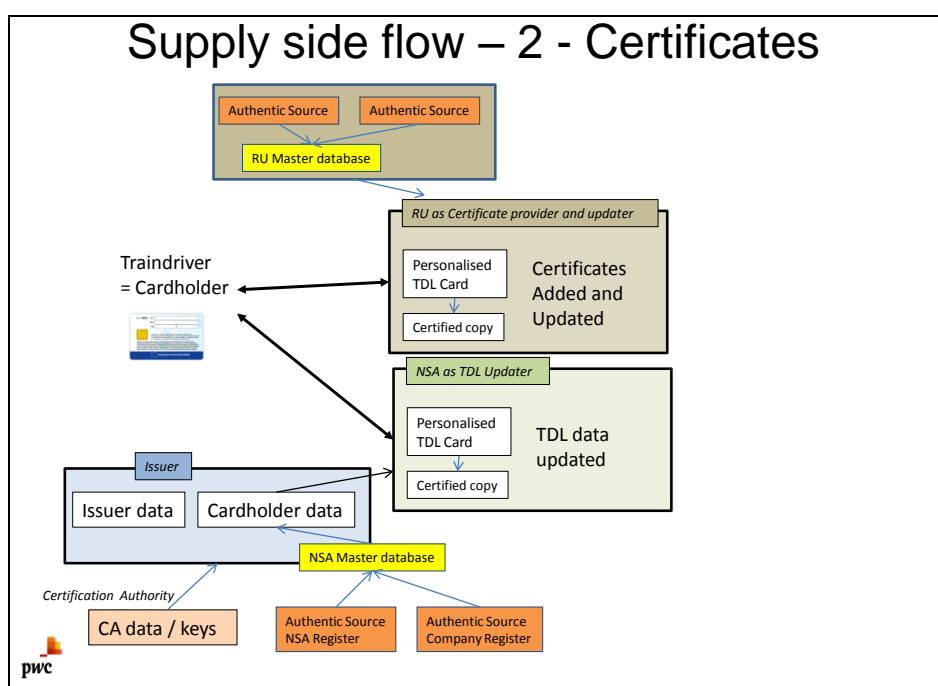 Supply side flow – 2 - Certificates
Authentic Source
Authentic Source
RU Master database
RU as Certificate provider and updater
Personalised
TDL Card
Certified copy
Certificates
Added and
Updated
Traindriver
= Cardholder
NSA as TDL Updater
Personalised
TDL Card
Certified copy
TDL data
updated
Issuer
Issuer data
Cardholder data
NSA Master database
Certification Authority
CA data / keys
Authentic Source
NSA Register
Authentic Source
Company Register
pwc